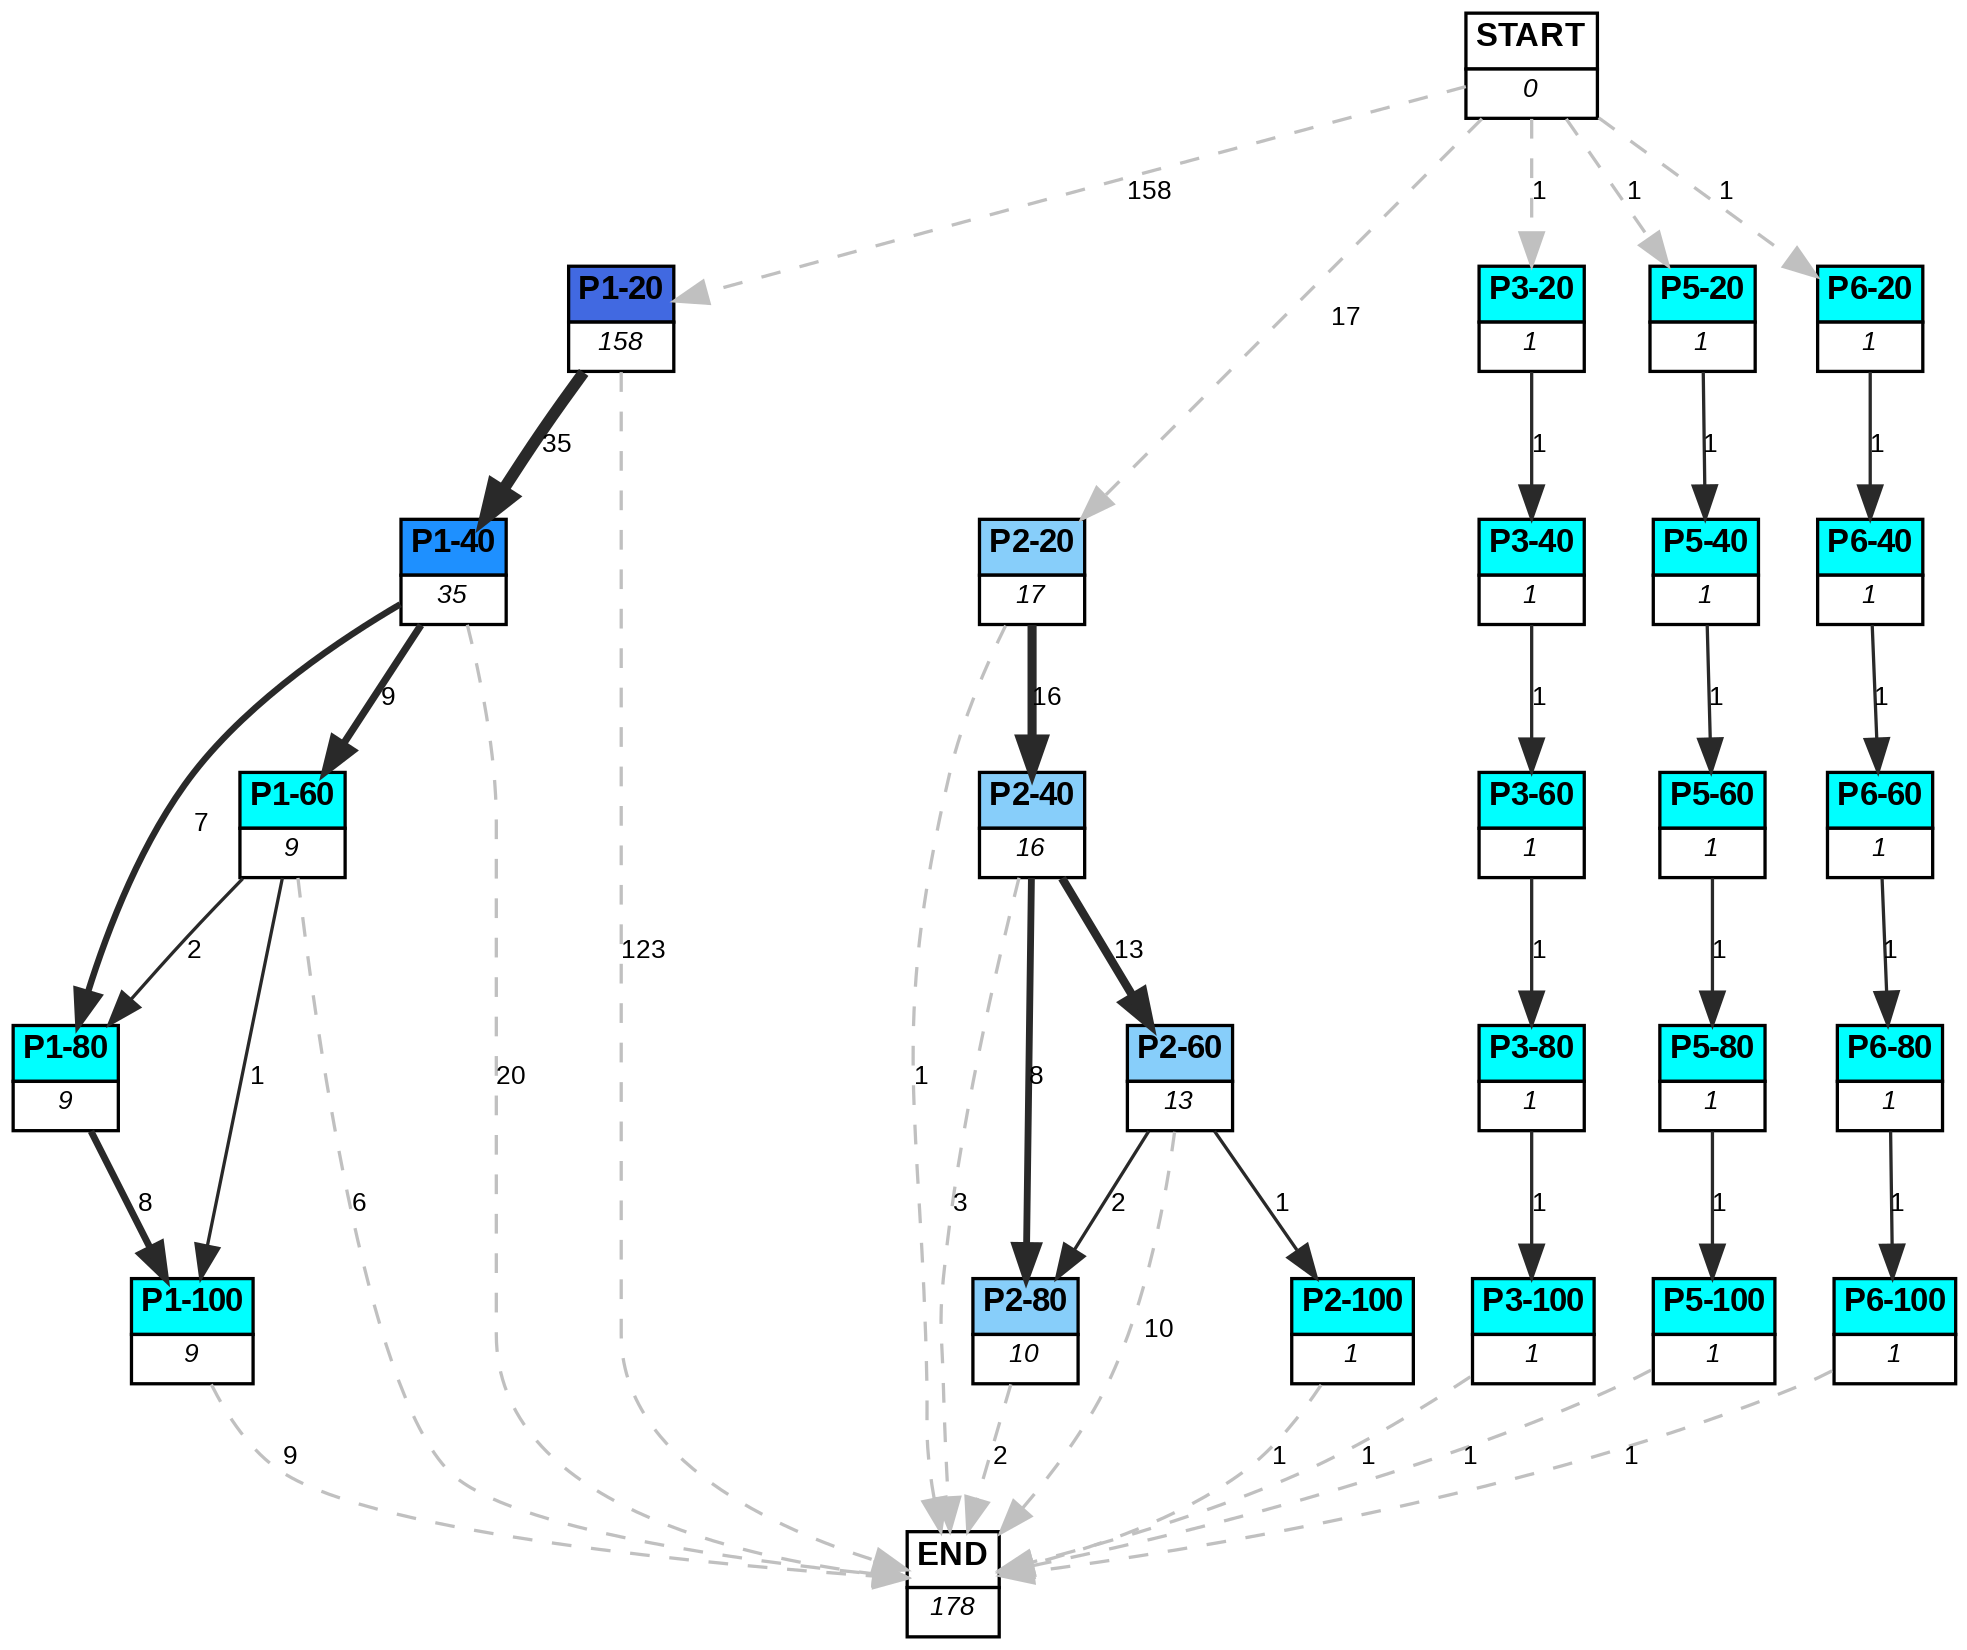 START
0
158
1
1
1
P1-20
158
P3-20
1
P5-20
1
P6-20
1
17
35
1
1
1
P1-40
35
P2-20
17
P3-40
1
P5-40
1
P6-40
1
9
16
1
1
1
P1-60
9
P2-40
16
P3-60
1
P5-60
1
P6-60
1
7
2
123
13
1
1
1
P1-80
9
P2-60
13
P3-80
1
P5-80
1
P6-80
1
1
20
1
8
8
6
3
2
1
1
1
1
P1-100
9
P2-80
10
P2-100
1
P3-100
1
P5-100
1
P6-100
1
10
9
2
1
1
1
1
END
178